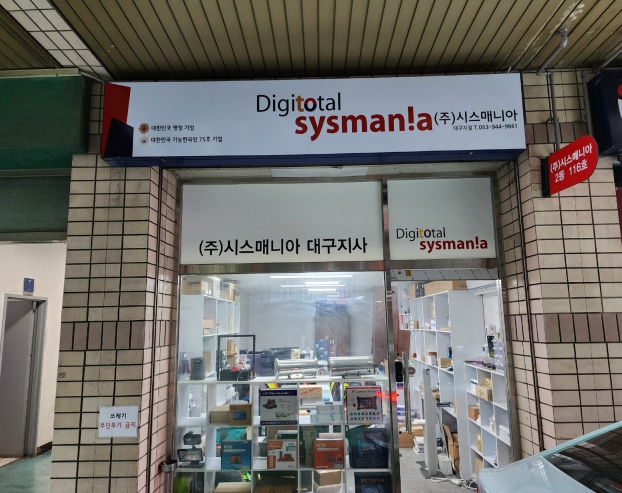 Digitotal
sysman!a (주)시스매니아
대한민국 명장 기업
대한민국 기능한국인 75호 기업
대구지점 T.053-944-9661
(주)시스매니아
2동 116호
(주)시스매니아 대구지사
Digitotal
sysman!a
쓰레기
무단투기 금지